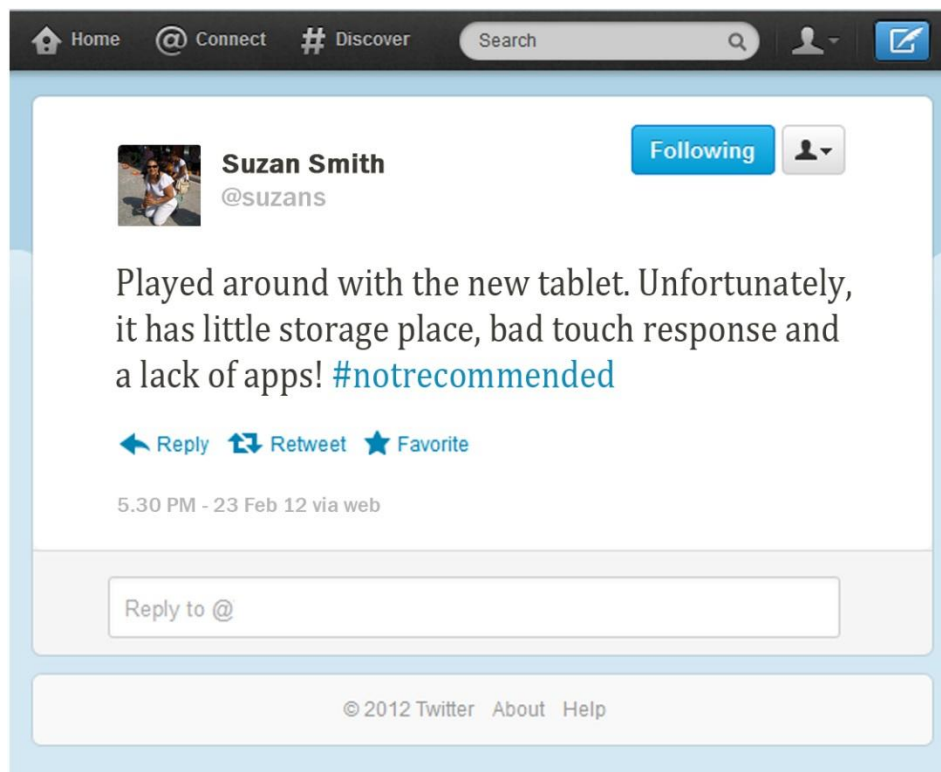 Home @ Connect # Discover Search
Suzan Smith
@suzans
Following
Played around with the new tablet. Unfortunately,
it has little storage place, bad touch response and
a lack of apps! #notrecommended
Reply Retweet Favorite
5.30 PM - 23 Feb 12 via web
Reply to @
© 2012 Twitter About Help